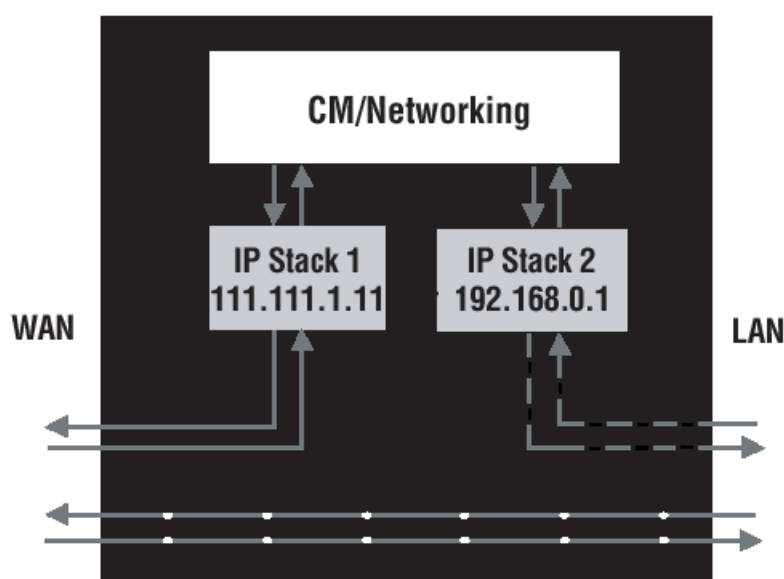 CM/Networking
IP Stack 1
111.111.1.11
IP Stack 2
192.168.0.1
WAN
LAN